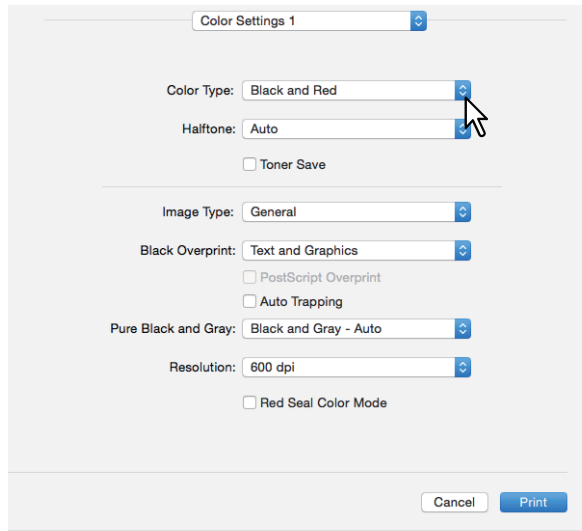 Color Settings 1
Color Type: Black and Red
Halftone: Auto
Toner Save
Image Type: General
Black Overprint: Text and Graphics
PostScript Overprint
Auto Trapping
Pure Black and Gray: Black and Gray - Auto
Resolution: 600 dpi
Red Seal Color Mode
Cancel Print